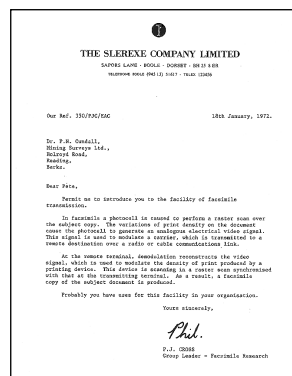 THE SLEREXE COMPANY LIMITED
SAPORS LANE - BOOLE - DORSET - BH 25 8 ER
TELEPHONE BOOLE (945 13) 51617 - TELEX 123456
Our Ref. 350/PJC/EAC
18th January, 1972.
Dr. P.N. Cundall,
Mining Surveys Ltd.,
Holroyd Road,
Reading,
Berks.
Dear Pete,
Permit us to introduce you to the facility of facsimile
transmission.
In facsimile a photocell is caused to perform a raster scan over
the subject copy. The variations of print density on the document
cause the photocell to generate an analogous electrical video signal.
This signal is used to modulate a carrier, which is transmitted to a
remote destination over a radio or cable communications link.
At the remote terminal, demodulation reconstructs the video
signal, which is used to modulate the density of print produced by a
printing device. This device is scanning in a raster scan synchronised
with that at the transmitting terminal. As a result, a facsimile
copy of the subject document is produced.
Probably you have uses for this facility in your organisation.
Yours sincerely,
Phil.
P.J. CROSS
Group Leader - Facsimile Research